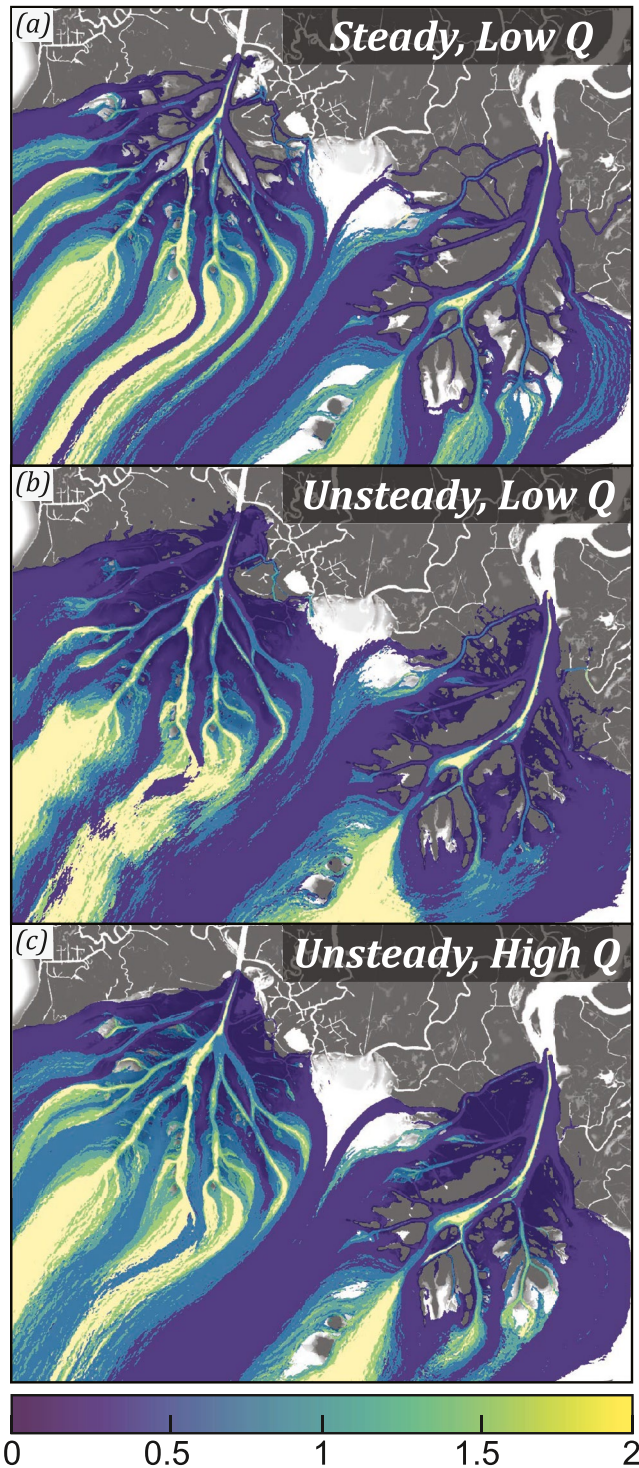 (a)
Steady, Low Q
(b)
Unsteady, Low Q
(c)
Unsteady, High Q
0 0.5 1 1.5 2